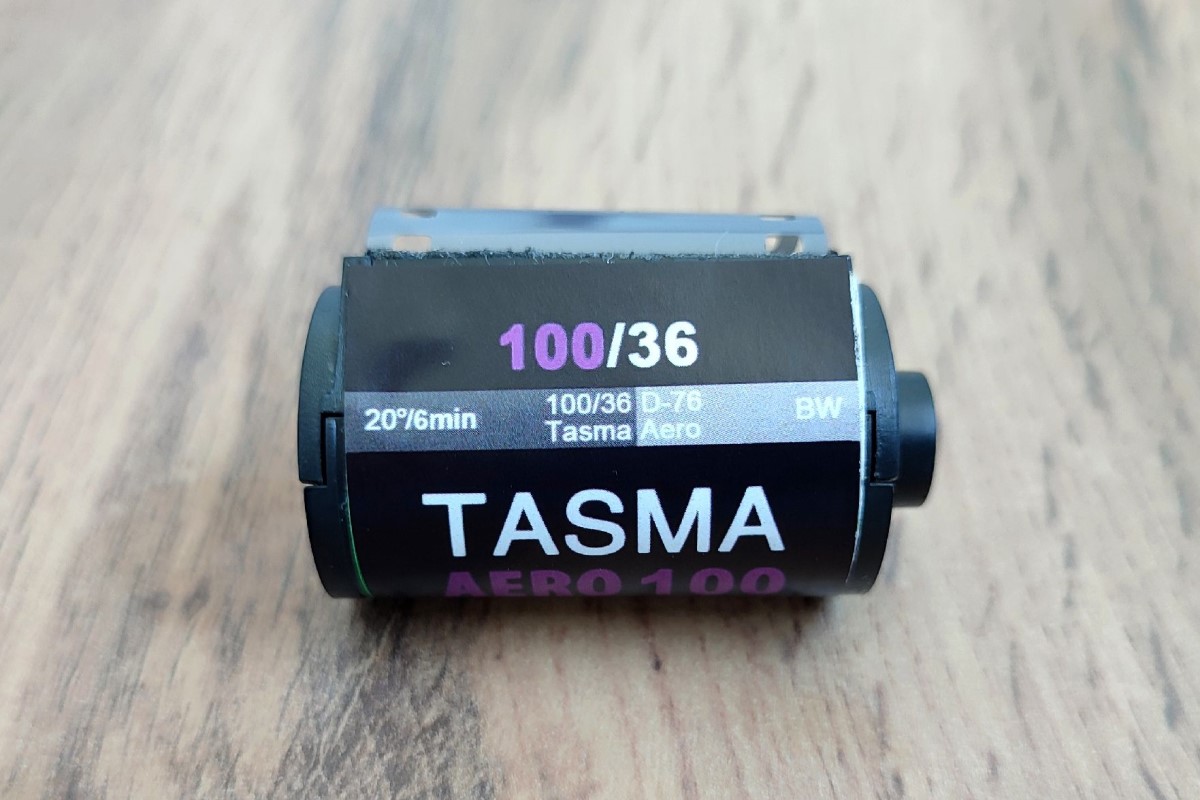 100/36
20°/6min 100/36 D-76 BW
Tasma Aero
TASMA
AERO 100